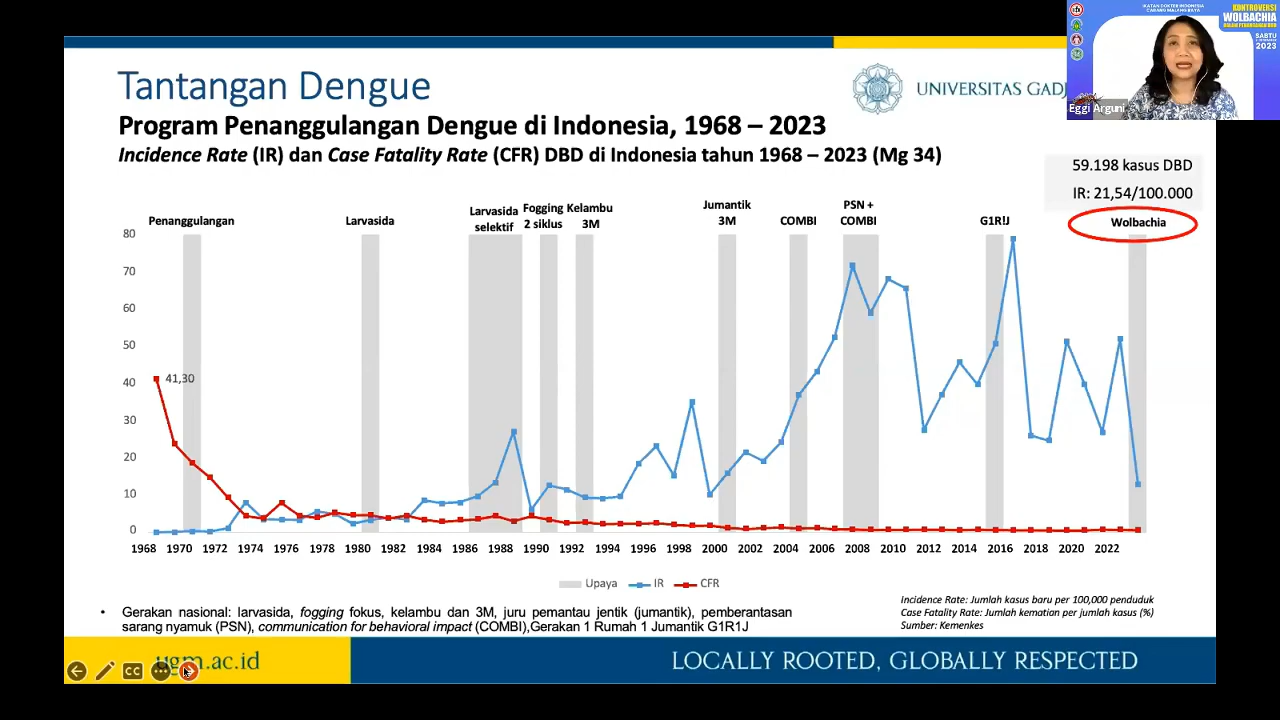 IKATAN DOKTER INDONESIA
CABANG MALANG RAYA
KONTROVERSI
WOLBACHIA
SABTU
2023
Eggi Arguni
Tantangan Dengue
UNIVERSITAS GADJ
Program Penanggulangan Dengue di Indonesia, 1968 – 2023
Incidence Rate (IR) dan Case Fatality Rate (CFR) DBD di Indonesia tahun 1968 – 2023 (Mg 34)
59.198 kasus DBD
IR: 21,54/100.000
Penanggulangan
Larvasida
Larvasida
selektif
Fogging
2 siklus
Kelambu
3M
Jumantik
3M
COMBI
PSN +
COMBI
G1R!J
Wolbachia
80
70
60
50
40
30
20
10
0
41,30
1968 1970 1972 1974 1976 1978 1980 1982 1984 1986 1988 1990 1992 1994 1996 1998 2000 2002 2004 2006 2008 2010 2012 2014 2016 2018 2020 2022
Upaya IR CFR
• Gerakan nasional: larvasida, fogging fokus, kelambu dan 3M, juru pemantau jentik (jumantik), pemberantasan
sarang nyamuk (PSN), communication for behavioral impact (COMBI),Gerakan 1 Rumah 1 Jumantik G1R1J
Incidence Rate: Jumlah kasus baru per 100,000 penduduk
Case Fatality Rate: Jumlah kematian per jumlah kasus (%)
Sumber: Kemenkes
ugm.ac.id
CC
LOCALLY ROOTED, GLOBALLY RESPECTED